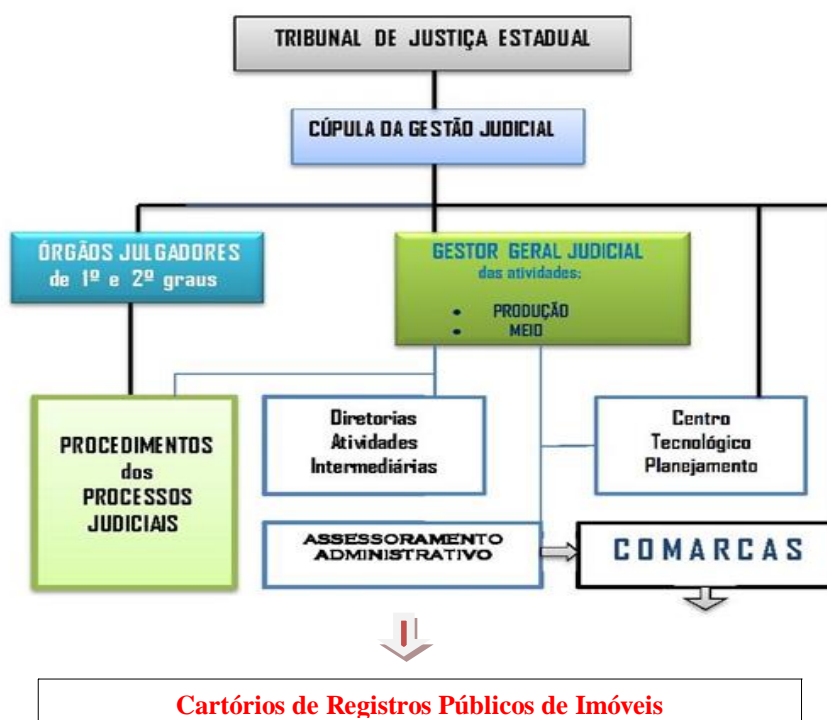 TRIBUNAL DE JUSTIÇA ESTADUAL
CÚPULA DA GESTÃO JUDICIAL
ÓRGÃOS JULGADORES
de 1º e 2º graus
GESTOR GERAL JUDICIAL
das atividades:
• PRODUÇÃO
• MEIO
PROCEDIMENTOS
dos
PROCESSOS
JUDICIAIS
Diretorias
Atividades
Intermediárias
Centro
Tecnológico
Planejamento
ASSESSORAMENTO
ADMINISTRATIVO
COMARCAS
Cartórios de Registros Públicos de Imóveis